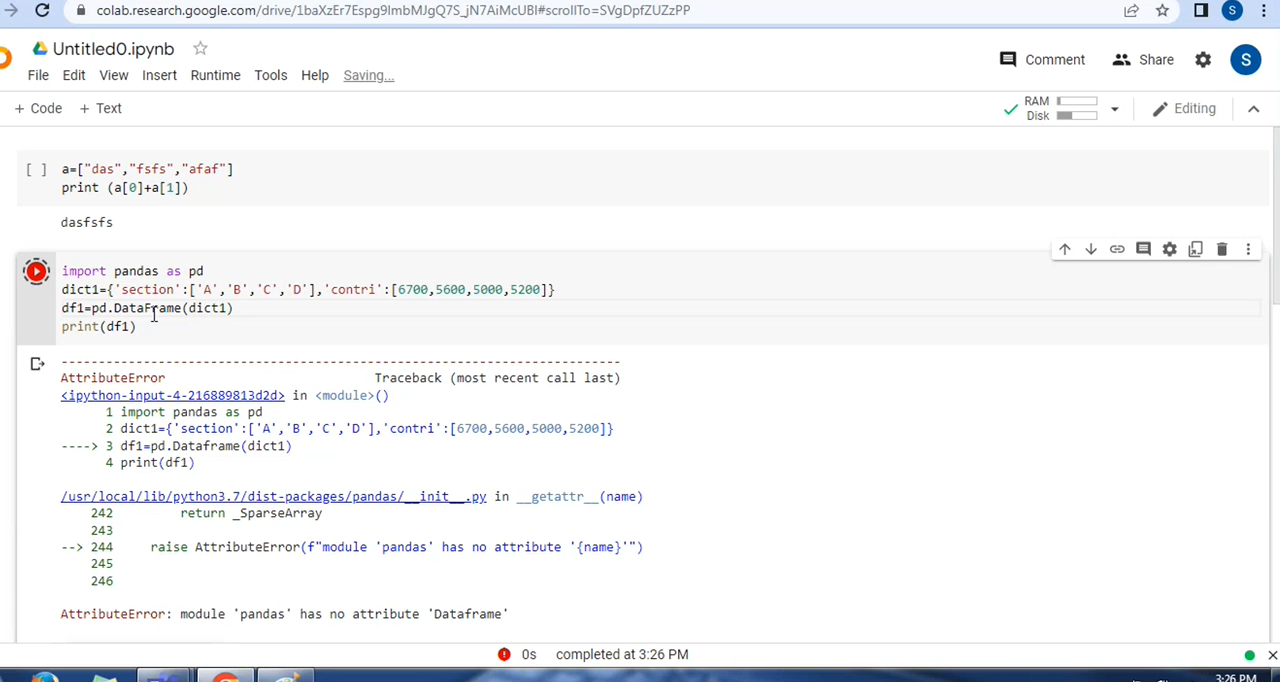 colab.research.google.com/drive/1baXzEr7Espg9ImbMJgQ7S_jN7AiMcUBI#scrollTo=SVgDpfZUZzPP
S
Untitled0.ipynb
File Edit View Insert Runtime Tools Help Saving...
Comment Share S
+ Code + Text
RAM
Disk
Editing
[ ] a=["das","fsfs","afaf"]
print (a[0]+a[1])
dasfsfs
import pandas as pd
dict1={'section':['A','B','C','D'],'contri':[6700,5600,5000,5200]}
df1=pd.DataFrame(dict1)
print(df1)
---------------------------------------------------------------------------
AttributeError Traceback (most recent call last)
<ipython-input-4-216889813d2d> in <module>()
1 import pandas as pd
2 dict1={'section':['A','B','C','D'],'contri':[6700,5600,5000,5200]}
----> 3 df1=pd.Dataframe(dict1)
4 print(df1)
/usr/local/lib/python3.7/dist-packages/pandas/__init__.py in __getattr__(name)
242 return _SparseArray
243
--> 244 raise AttributeError(f"module 'pandas' has no attribute '{name}'")
245
246
AttributeError: module 'pandas' has no attribute 'Dataframe'
0s completed at 3:26 PM
3:26 PM